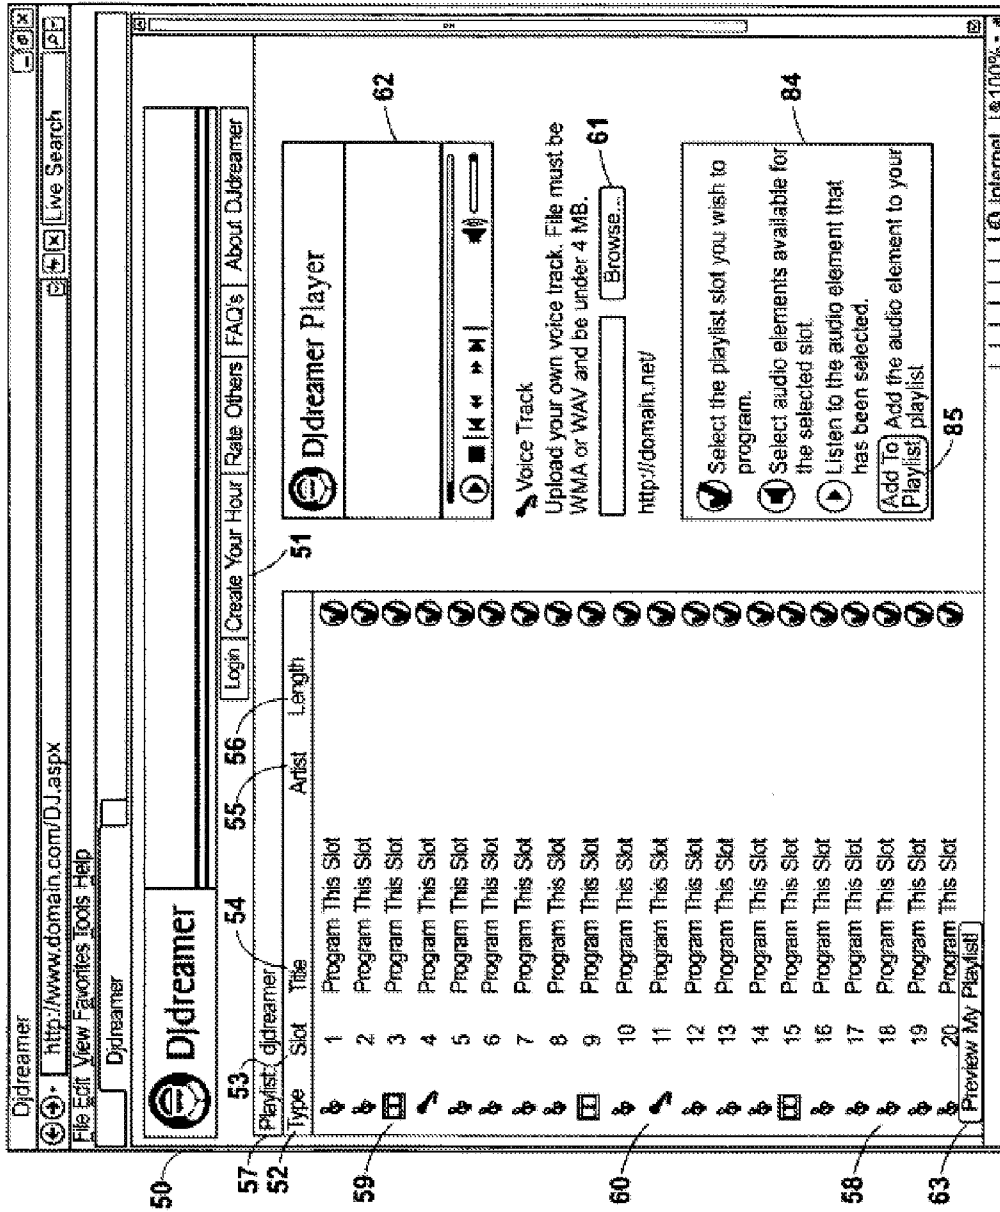 Djdreamer
http://www.domain.com/DJ.aspx
Live Search
File Edit View Favorites Tools Help
Djdreamer
50
DJdreamer
Login Create Your Hour Rate Others FAQ's About DJdreamer
51
57
Playlist: djdreamer
52 53 54 55 56
Type Slot Title Artist Length
1 Program This Slot
2 Program This Slot
3 Program This Slot
4 Program This Slot
5 Program This Slot
6 Program This Slot
7 Program This Slot
8 Program This Slot
9 Program This Slot
10 Program This Slot
11 Program This Slot
12 Program This Slot
13 Program This Slot
14 Program This Slot
15 Program This Slot
16 Program This Slot
17 Program This Slot
18 Program This Slot
19 Program This Slot
20 Program This Slot
59
60
58
63
Preview My Playlist!
DJdreamer Player
62
Voice Track
Upload your own voice track. File must be
WMA or WAV and be under 4 MB.
Browse...
61
http://domain.net/
84
Select the playlist slot you wish to
program.
Select audio elements available for
the selected slot.
Listen to the audio element that
has been selected.
Add To Playlist! Add the audio element to your
playlist
85
Internet 100%